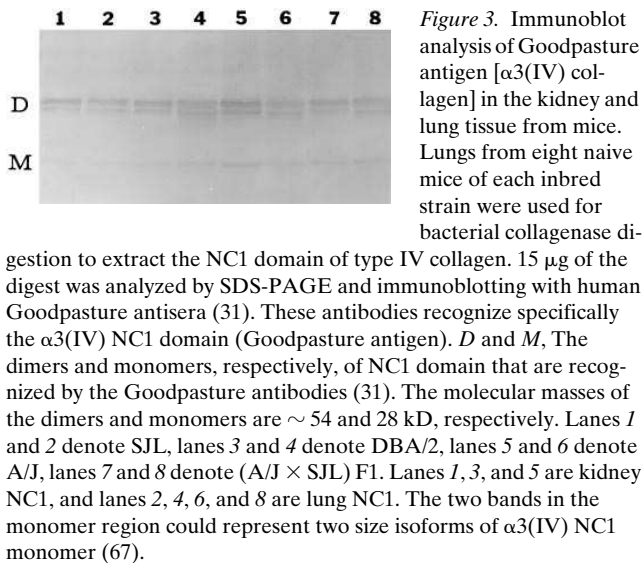 1 2 3 4 5 6 7 8
D
M
Figure 3. Immunoblot
analysis of Goodpasture
antigen [α3(IV) col-
lagen] in the kidney and
lung tissue from mice.
Lungs from eight naive
mice of each inbred
strain were used for
bacterial collagenase di-
gestion to extract the NC1 domain of type IV collagen. 15 μg of the
digest was analyzed by SDS-PAGE and immunoblotting with human
Goodpasture antisera (31). These antibodies recognize specifically
the α3(IV) NC1 domain (Goodpasture antigen). D and M, The
dimers and monomers, respectively, of NC1 domain that are recog-
nized by the Goodpasture antibodies (31). The molecular masses of
the dimers and monomers are ∼ 54 and 28 kD, respectively. Lanes 1
and 2 denote SJL, lanes 3 and 4 denote DBA/2, lanes 5 and 6 denote
A/J, lanes 7 and 8 denote (A/J × SJL) F1. Lanes 1, 3, and 5 are kidney
NC1, and lanes 2, 4, 6, and 8 are lung NC1. The two bands in the
monomer region could represent two size isoforms of α3(IV) NC1
monomer (67).